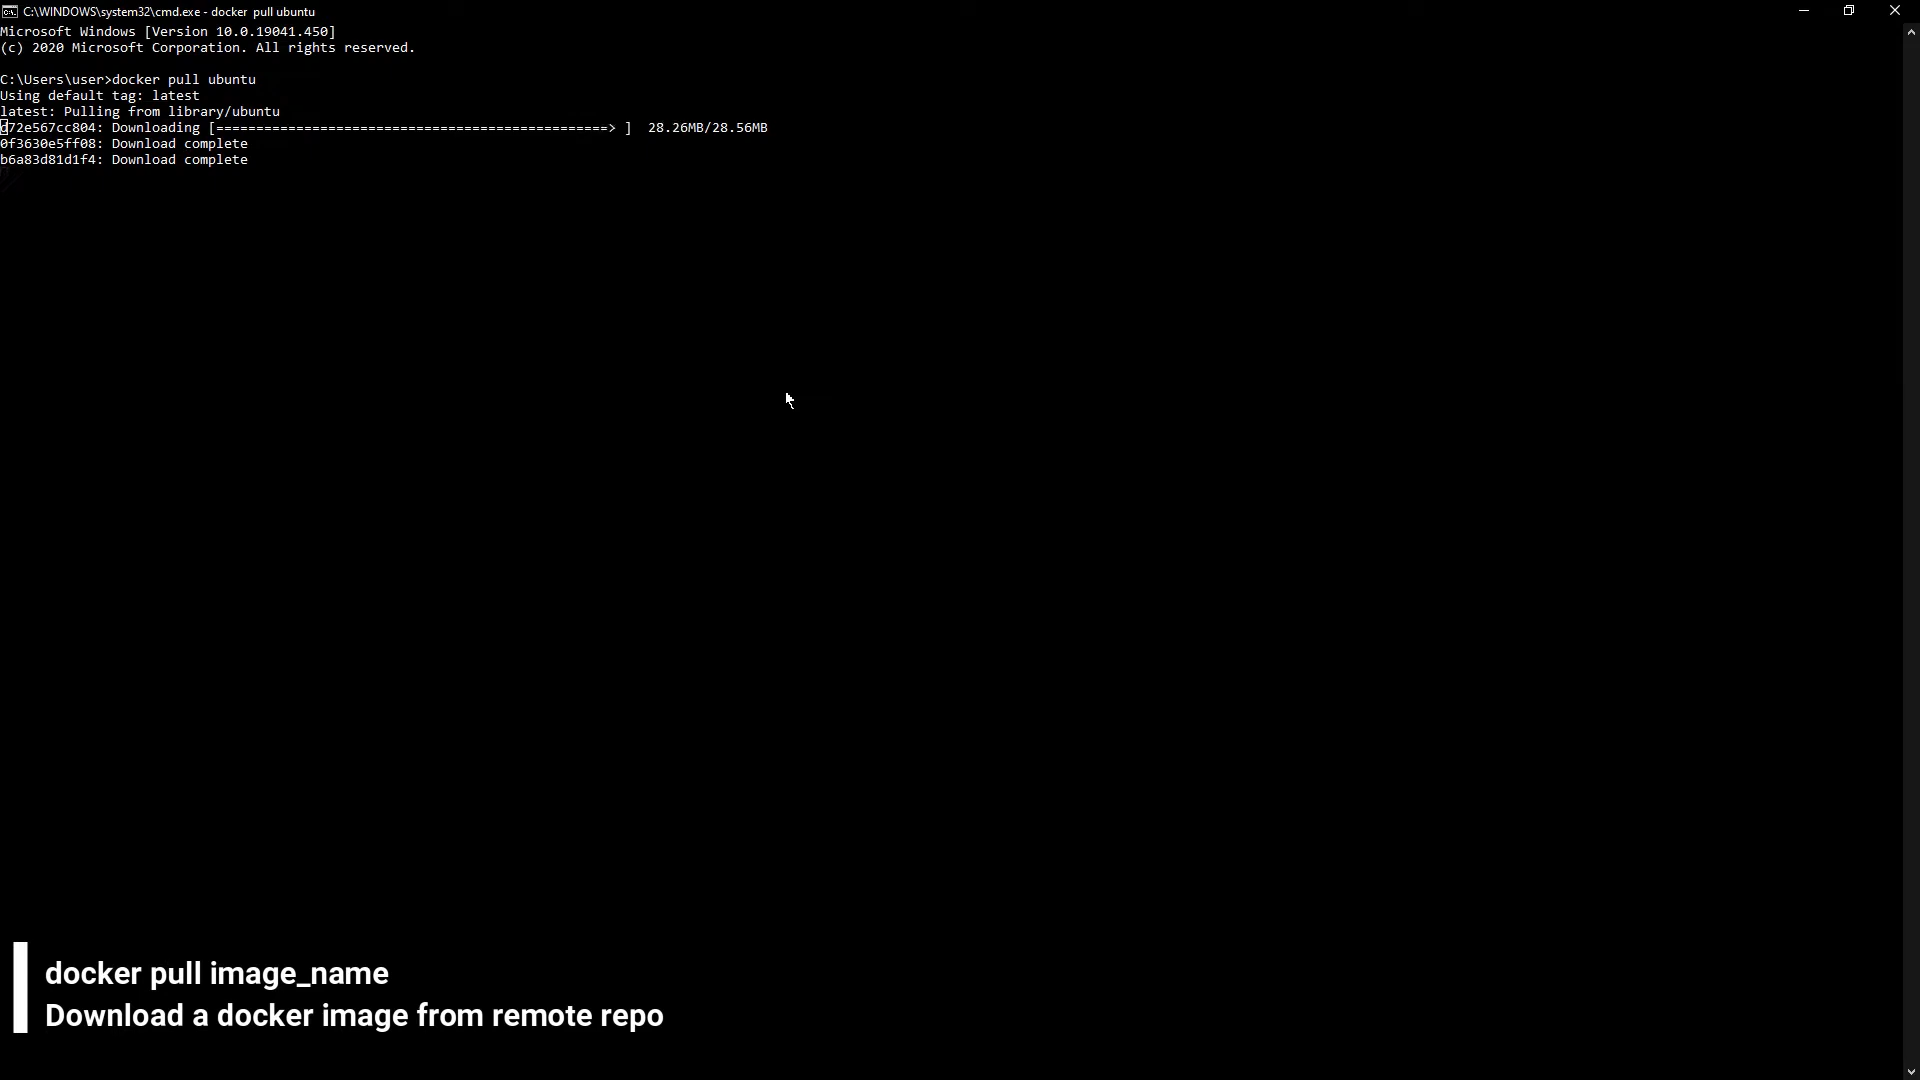 C:\WINDOWS\system32\cmd.exe - docker  pull ubuntu
Microsoft Windows [Version 10.0.19041.450]
(c) 2020 Microsoft Corporation. All rights reserved.
C:\Users\user>docker pull ubuntu
Using default tag: latest
latest: Pulling from library/ubuntu
d72e567cc804: Downloading [=================================================> ]  28.26MB/28.56MB
0f3630e5ff08: Download complete
b6a83d81d1f4: Download complete
docker pull image_name
Download a docker image from remote repo